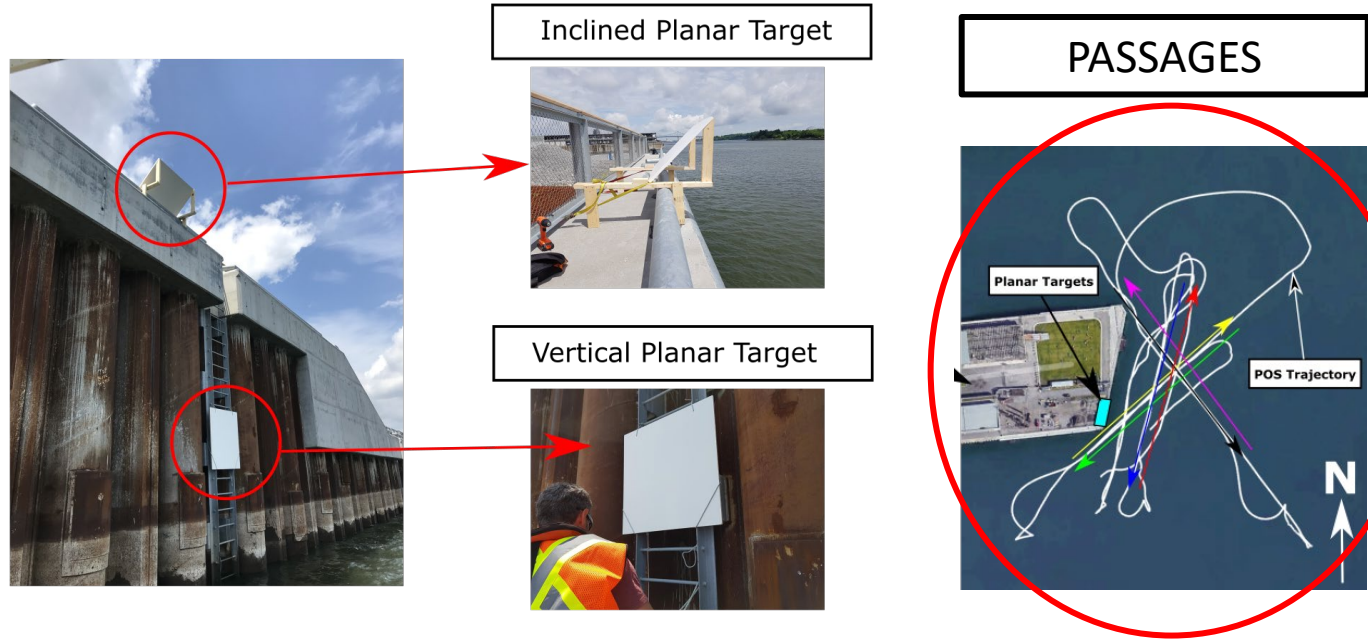 Inclined Planar Target
Vertical Planar Target
PASSAGES
Planar Targets
POS Trajectory
N